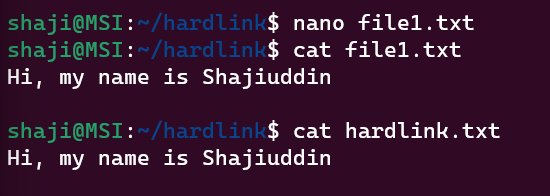 shaji@MSI:~/hardlink$ nano file1.txt
shaji@MSI:~/hardlink$ cat file1.txt
Hi, my name is Shajiuddin
shaji@MSI:~/hardlink$ cat hardlink.txt
Hi, my name is Shajiuddin